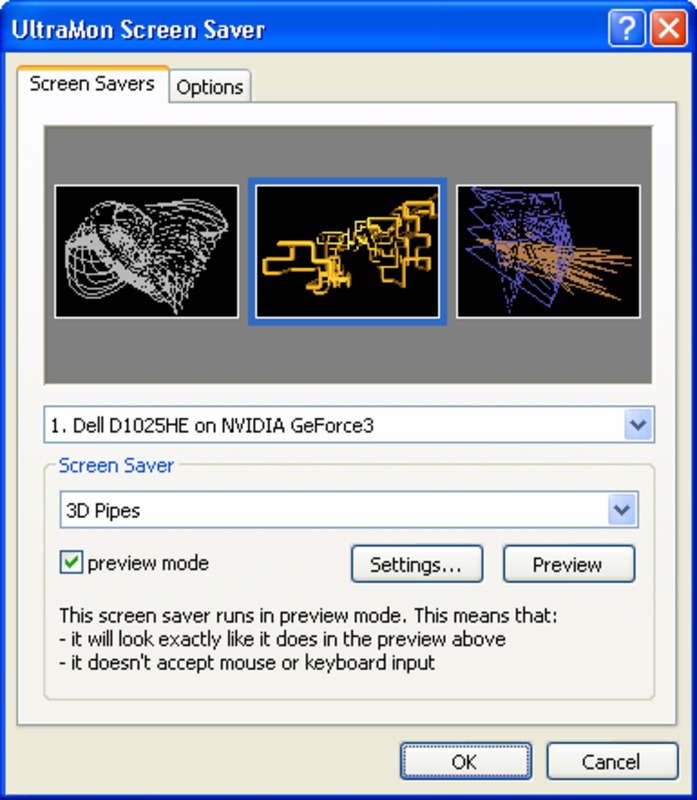 UltraMon Screen Saver
Screen Savers
Options
1. Dell D1025HE on NVIDIA GeForce3
Screen Saver
3D Pipes
preview mode
Settings...
Preview
This screen saver runs in preview mode. This means that:
- it will look exactly like it does in the preview above
- it doesn't accept mouse or keyboard input
OK
Cancel